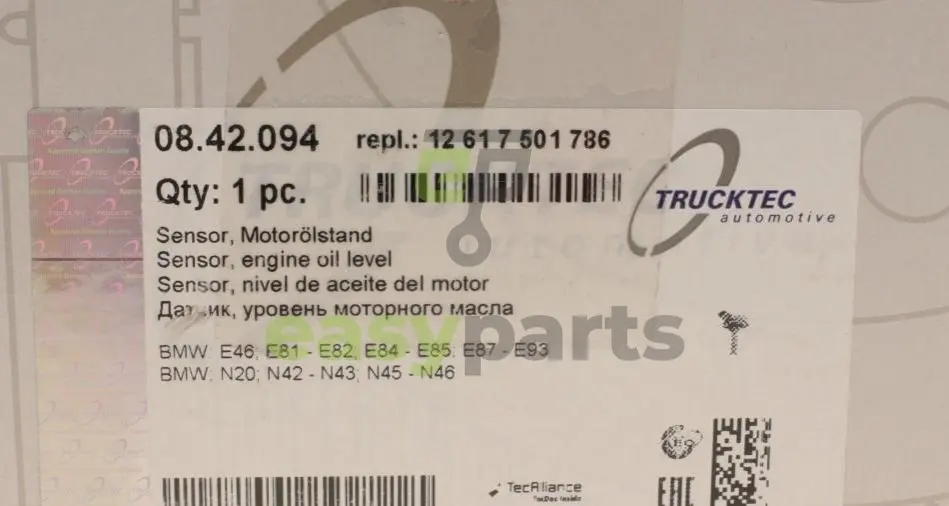 08.42.094 repl.: 12 61 7 501 786
Qty: 1 pc.
TRUCKTEC
automotive
Sensor, Motorölstand
Sensor, engine oil level
Sensor, nivel de aceite del motor
Датчик, уровень моторного масла
easyparts
BMW: E46; E81 - E82; E84 - E85; E87 - E93
BMW: N20; N42 - N43; N45 - N46
TecAlliance
TecDoc Inside
EAC